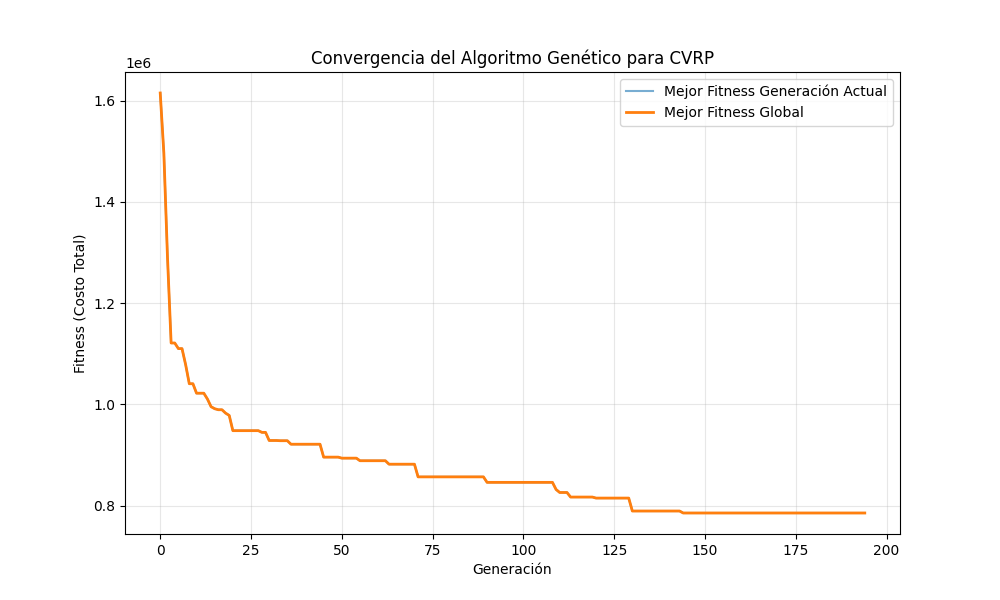 Convergencia del Algoritmo Genético para CVRP
1e6
Mejor Fitness Generación Actual
Mejor Fitness Global
1.6
1.4
1.2
1.0
0.8
Fitness (Costo Total)
0 25 50 75 100 125 150 175 200
Generación